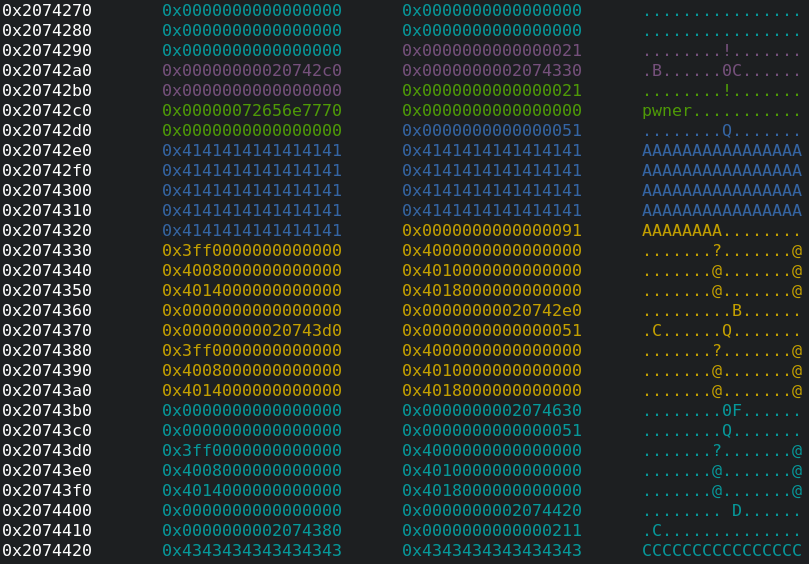 0x2074270 0x0000000000000000 0x0000000000000000 ................
0x2074280 0x0000000000000000 0x0000000000000000 ................
0x2074290 0x0000000000000000 0x0000000000000021 ........!.......
0x20742a0 0x00000000020742c0 0x0000000002074330 .B......0C......
0x20742b0 0x0000000000000000 0x0000000000000021 ........!.......
0x20742c0 0x00000072656e7770 0x0000000000000000 pwner...........
0x20742d0 0x0000000000000000 0x0000000000000051 ........Q.......
0x20742e0 0x4141414141414141 0x4141414141414141 AAAAAAAAAAAAAAAA
0x20742f0 0x4141414141414141 0x4141414141414141 AAAAAAAAAAAAAAAA
0x2074300 0x4141414141414141 0x4141414141414141 AAAAAAAAAAAAAAAA
0x2074310 0x4141414141414141 0x4141414141414141 AAAAAAAAAAAAAAAA
0x2074320 0x4141414141414141 0x0000000000000091 AAAAAAAA........
0x2074330 0x3ff0000000000000 0x4000000000000000 .......?.......@
0x2074340 0x4008000000000000 0x4010000000000000 .......@.......@
0x2074350 0x4014000000000000 0x4018000000000000 .......@.......@
0x2074360 0x0000000000000000 0x00000000020742e0 .........B......
0x2074370 0x00000000020743d0 0x0000000000000051 .C......Q.......
0x2074380 0x3ff0000000000000 0x4000000000000000 .......?.......@
0x2074390 0x4008000000000000 0x4010000000000000 .......@.......@
0x20743a0 0x4014000000000000 0x4018000000000000 .......@.......@
0x20743b0 0x0000000000000000 0x0000000002074630 ........0F......
0x20743c0 0x0000000000000000 0x0000000000000051 ........Q.......
0x20743d0 0x3ff0000000000000 0x4000000000000000 .......?.......@
0x20743e0 0x4008000000000000 0x4010000000000000 .......@.......@
0x20743f0 0x4014000000000000 0x4018000000000000 .......@.......@
0x2074400 0x0000000000000000 0x0000000002074420 ........ D......
0x2074410 0x0000000002074380 0x0000000000000211 .C..............
0x2074420 0x4343434343434343 0x4343434343434343 CCCCCCCCCCCCCCCC